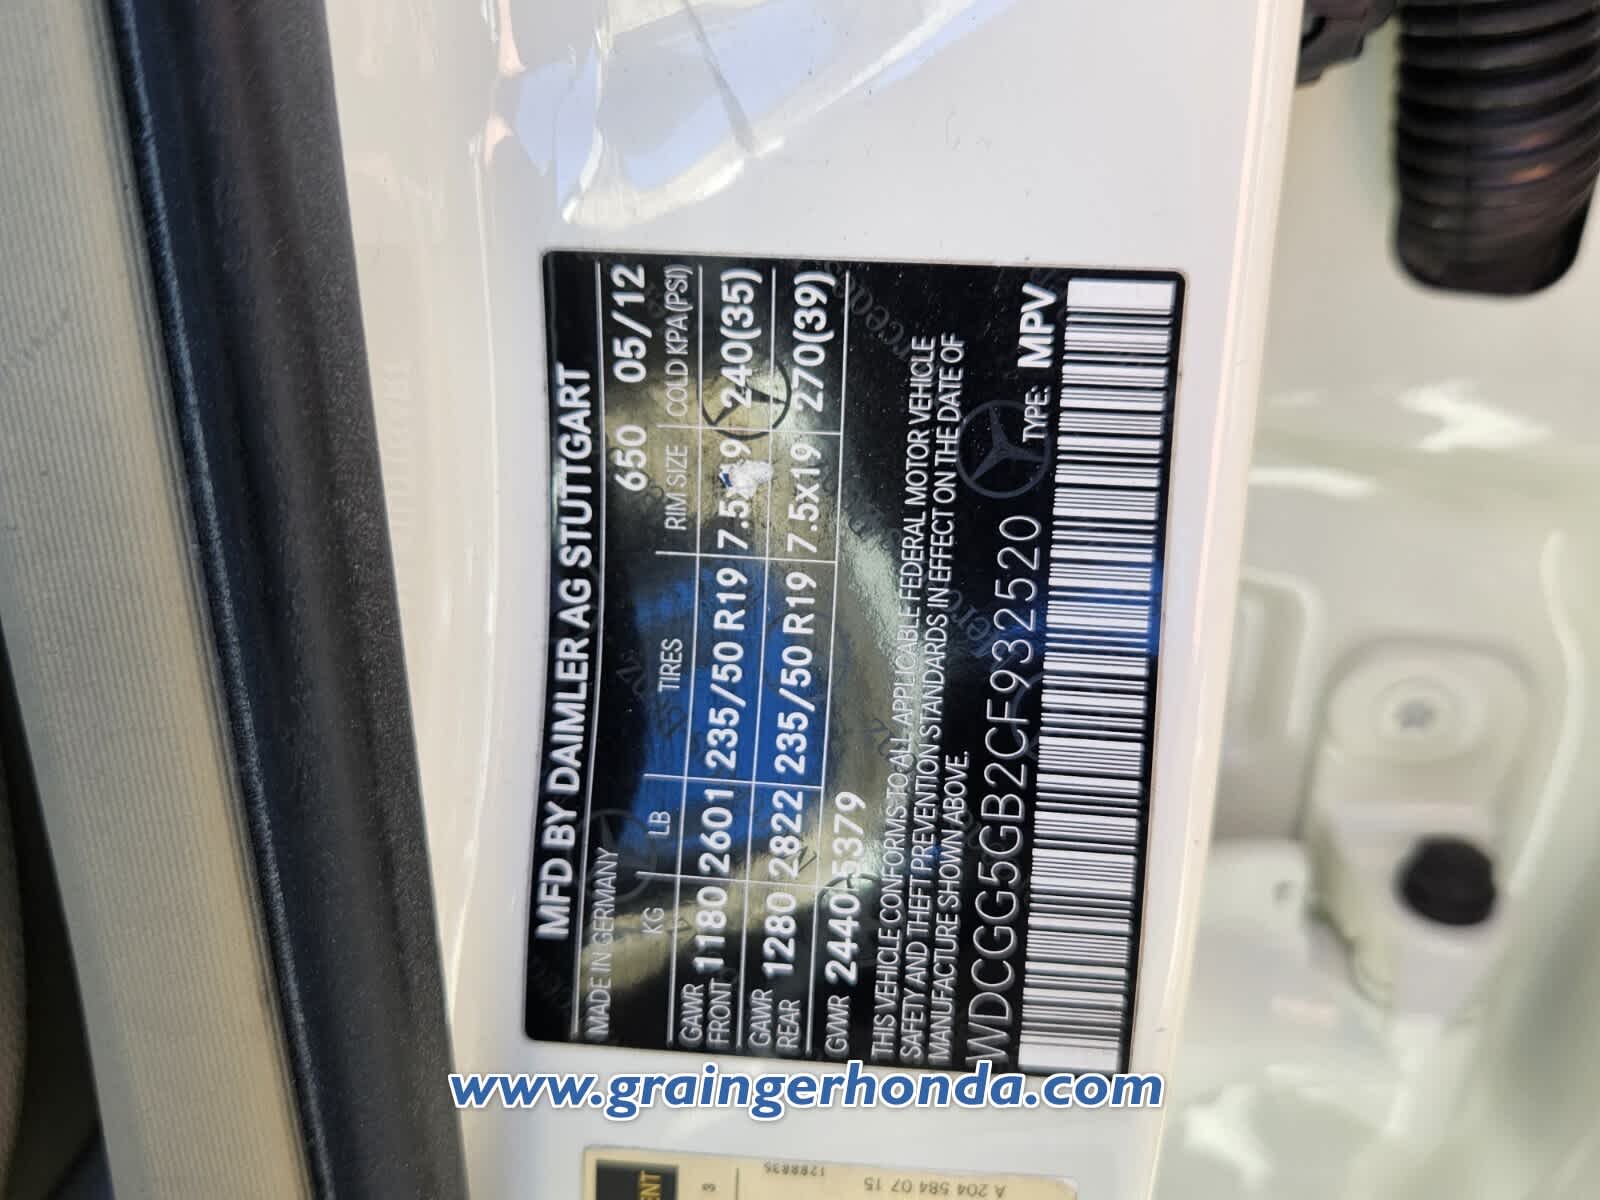 MFD BY DAIMLER AG STUTTGART
MADE IN GERMANY 650 05/12
KG LB TIRES RIM SIZE COLD KPA(PSI)
GAWR FRONT 1180 2601 235/50 R19 7.5x19 240(35)
GAWR REAR 1280 2822 235/50 R19 7.5x19 270(39)
GVWR 2440 5379
THIS VEHICLE CONFORMS TO ALL APPLICABLE FEDERAL MOTOR VEHICLE
SAFETY AND THEFT PREVENTION STANDARDS IN EFFECT ON THE DATE OF
MANUFACTURE SHOWN ABOVE.
WDCGG5GB2CF932520 TYPE: MPV
www.graingerhonda.com
A 204 584 07 15
1288835